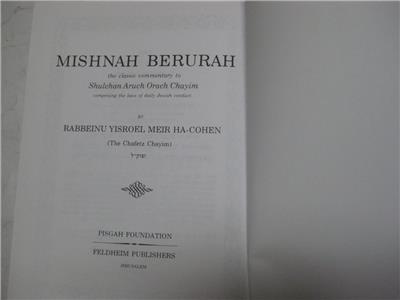 MISHNAH BERURAH
the classic commentary to
Shulchan Aruch Orach Chayim
comprising the laws of daily Jewish conduct
BY
RABBEINU YISROEL MEIR HA-COHEN
(The Chafetz Chayim)
זצוק״ל
PISGAH FOUNDATION
FELDHEIM PUBLISHERS
JERUSALEM